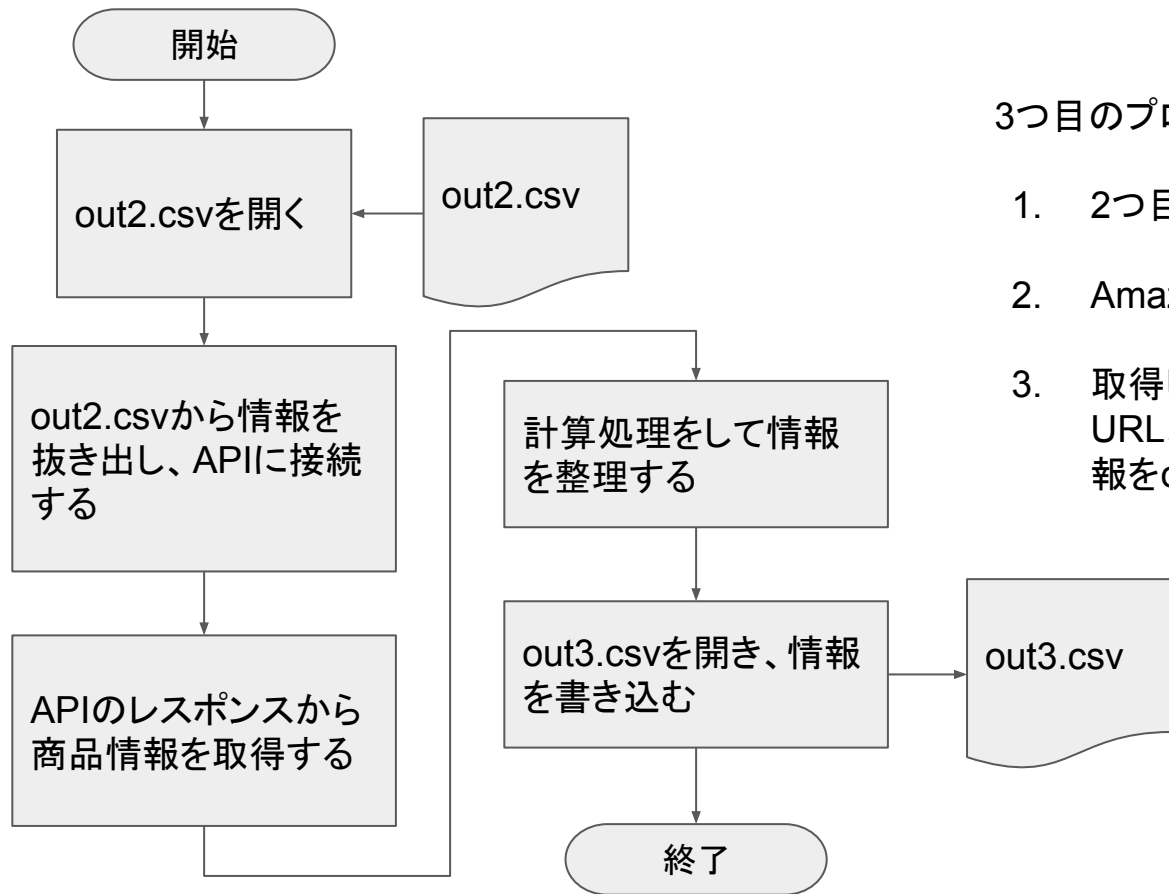 開始
out2.csvを開く
out2.csv
out2.csvから情報を
抜き出し、APIに接続
する
APIのレスポンスから
商品情報を取得する
計算処理をして情報
を整理する
out3.csvを開き、情報
を書き込む
out3.csv
終了
3つ目のプ
1. 2つ目
2. Ama
3. 取得
URL
報を